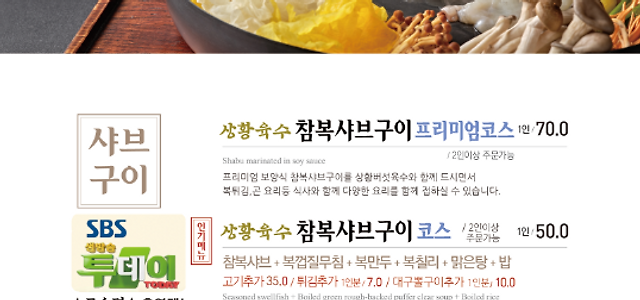 샤브
구이
상황육수 참복샤브구이 프리미엄코스 1인/70.0
/ 2인이상 주문가능
Shabu marinated in soy sauce
프리미엄 보양식 참복샤브구이를 상황버섯육수와 함께 드시면서
복튀김,곤 요리등 식사와 함께 다양한 요리를 함께 접하실 수 있습니다.
SBS
생방송
투데이
TODAY
인기메뉴
상황육수 참복샤브구이 코스 / 2인이상 주문가능 1인/50.0
참복샤브 + 복껍질무침 + 복만두 + 복칠리 + 맑은탕 + 밥
고기추가 35.0 / 튀김추가 1인분/ 7.0 / 대구뽈구이추가 1인분/ 10.0
Seasoned swellfish + Boiled green rough-backed puffer clear soup + Boiled rice